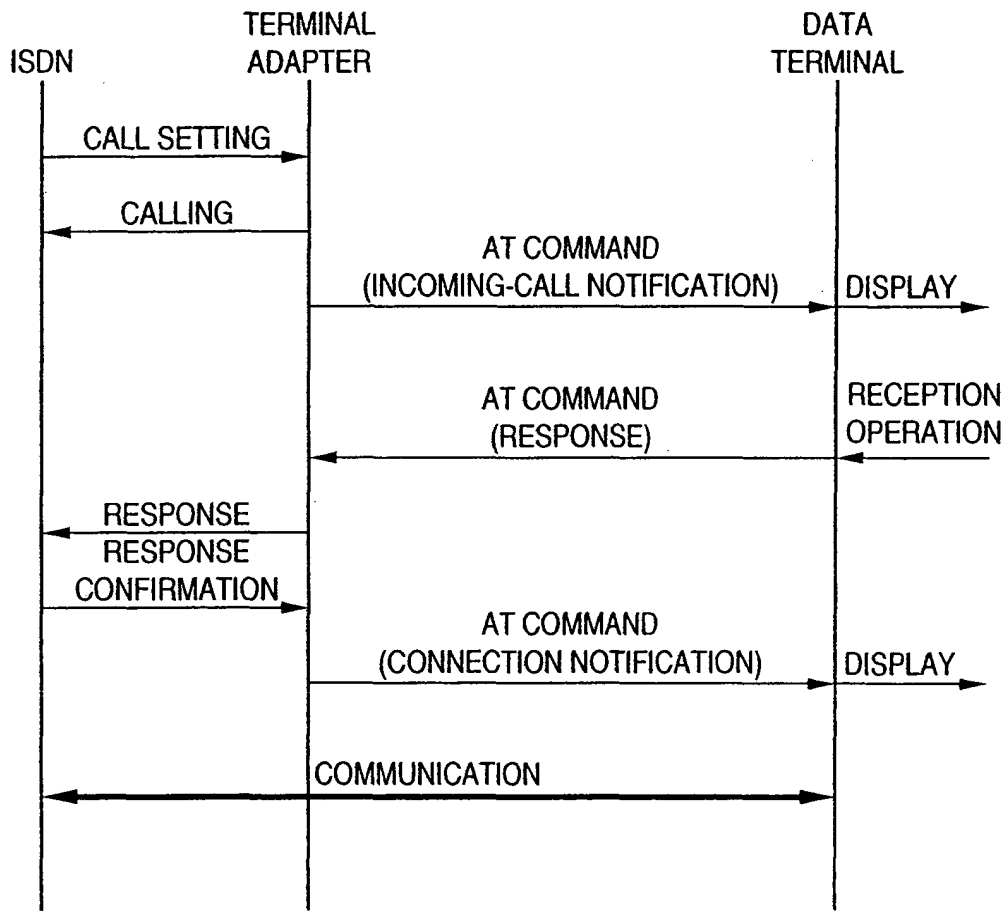 TERMINAL
ADAPTER
DATA
TERMINAL
ISDN
CALL SETTING
CALLING
AT COMMAND
(INCOMING-CALL NOTIFICATION)
DISPLAY
AT COMMAND
(RESPONSE)
RECEPTION
OPERATION
RESPONSE
RESPONSE
CONFIRMATION
AT COMMAND
(CONNECTION NOTIFICATION)
DISPLAY
COMMUNICATION